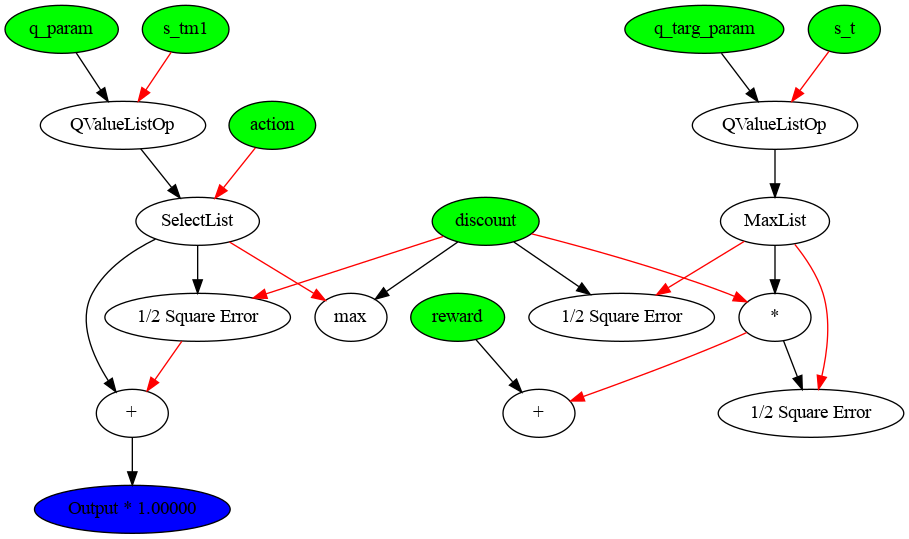 q_param
s_tm1
q_targ_param
s_t
QValueListOp
action
QValueListOp
SelectList
discount
MaxList
1/2 Square Error
max
reward
1/2 Square Error
*
+
+
1/2 Square Error
Output * 1.00000